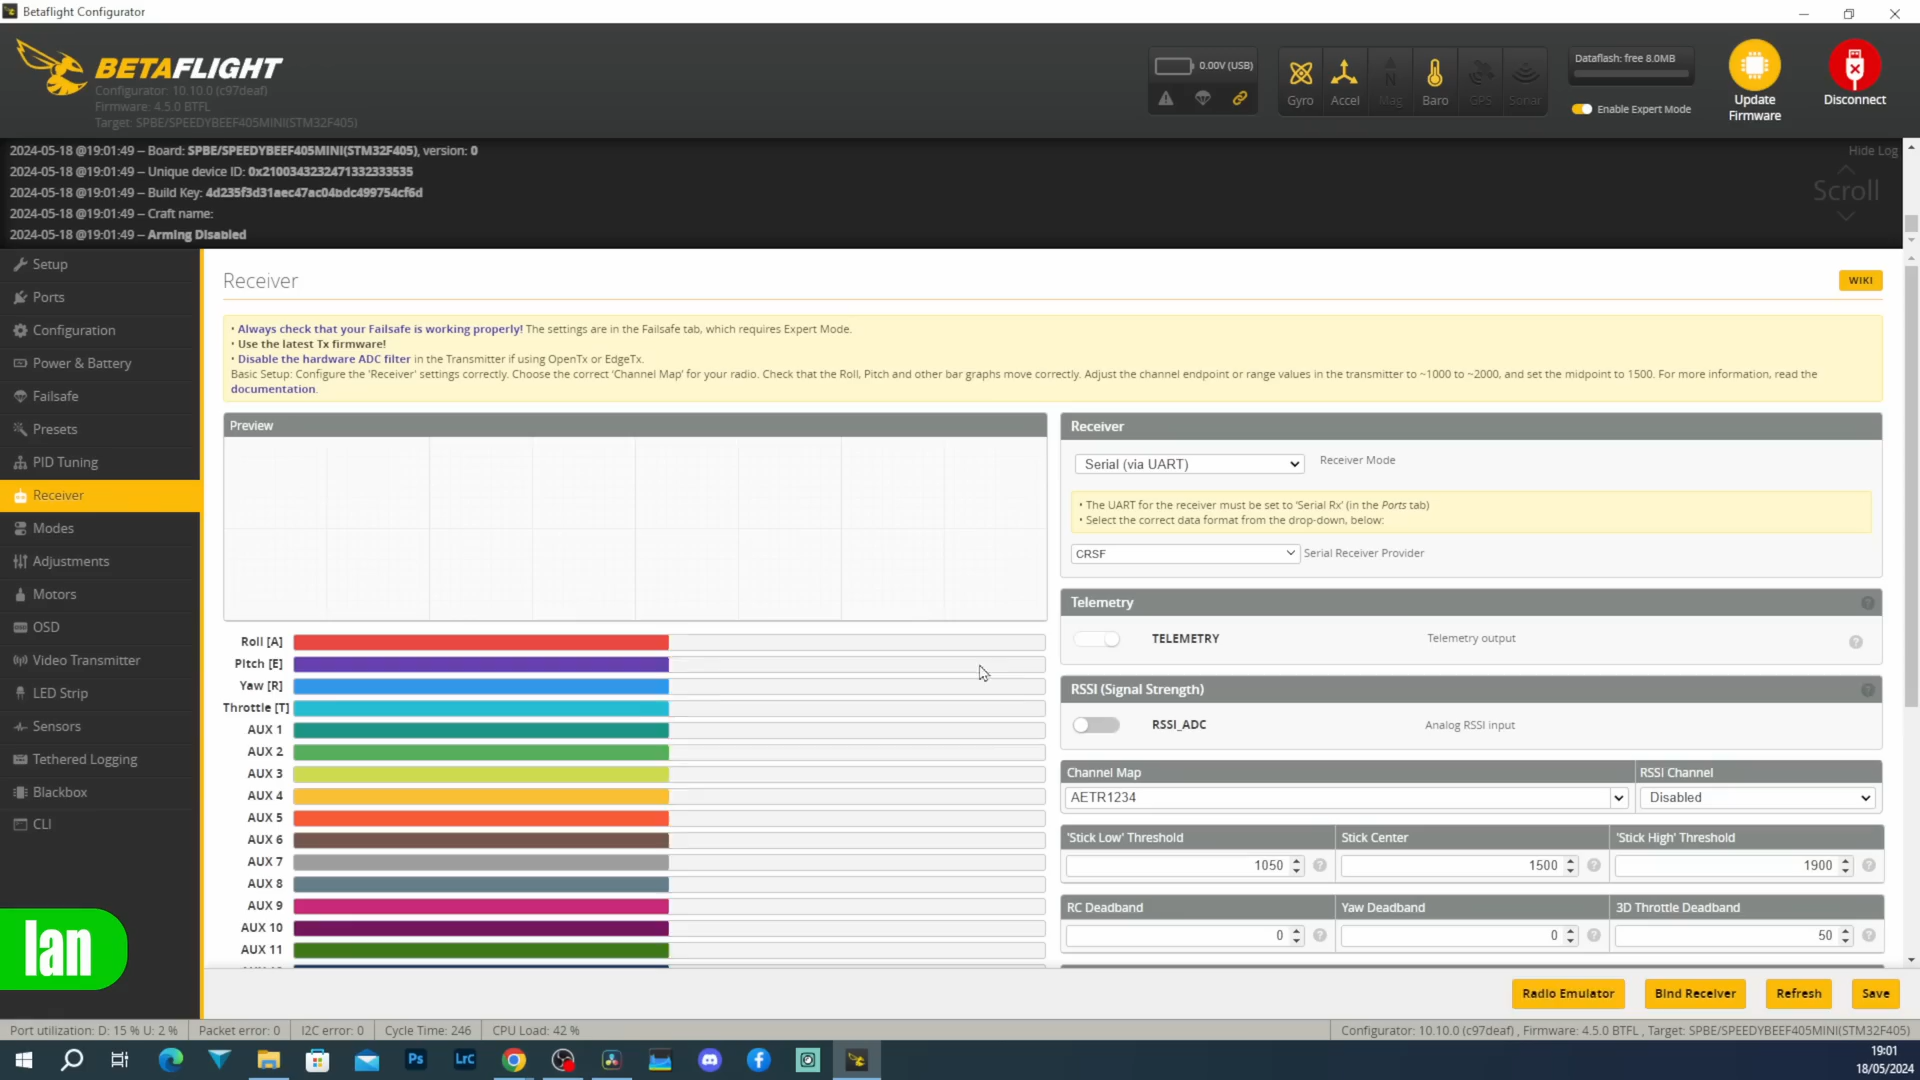 Betaflight Configurator
BETAFLIGHT
Configurator: 10.10.0 (c97deaf)
Firmware: 4.5.0 BTFL
Target: SPBE/SPEEDYBEEF405MINI(STM32F405)
0.00V (USB)
Gyro
Accel
Mag
Baro
GPS
Sonar
Dataflash: free 8.0MB
Enable Expert Mode
Update
Firmware
Disconnect
2024-05-18 @19:01:49 -- Board: SPBE/SPEEDYBEEF405MINI(STM32F405), version: 0
2024-05-18 @19:01:49 -- Unique device ID: 0x2100343232471332333535
2024-05-18 @19:01:49 -- Build Key: 4d235f3d31aec47ac04bdc499754cf6d
2024-05-18 @19:01:49 -- Craft name:
2024-05-18 @19:01:49 -- Arming Disabled
Hide Log
Scroll
Setup
Ports
Configuration
Power & Battery
Failsafe
Presets
PID Tuning
Receiver
Modes
Adjustments
Motors
OSD
Video Transmitter
LED Strip
Sensors
Tethered Logging
Blackbox
CLI
Ian
Receiver
WIKI
• Always check that your Failsafe is working properly! The settings are in the Failsafe tab, which requires Expert Mode.
• Use the latest Tx firmware!
• Disable the hardware ADC filter in the Transmitter if using OpenTx or EdgeTx.
Basic Setup: Configure the 'Receiver' settings correctly. Choose the correct 'Channel Map' for your radio. Check that the Roll, Pitch and other bar graphs move correctly. Adjust the channel endpoint or range values in the transmitter to ~1000 to ~2000, and set the midpoint to 1500. For more information, read the
documentation.
Preview
Roll [A]
Pitch [E]
Yaw [R]
Throttle [T]
AUX 1
AUX 2
AUX 3
AUX 4
AUX 5
AUX 6
AUX 7
AUX 8
AUX 9
AUX 10
AUX 11
Receiver
Serial (via UART)
Receiver Mode
• The UART for the receiver must be set to 'Serial Rx' (in the Ports tab)
• Select the correct data format from the drop-down, below:
CRSF
Serial Receiver Provider
Telemetry
TELEMETRY
Telemetry output
RSSI (Signal Strength)
RSSI_ADC
Analog RSSI input
Channel Map
RSSI Channel
AETR1234
Disabled
'Stick Low' Threshold
Stick Center
'Stick High' Threshold
1050
1500
1900
RC Deadband
Yaw Deadband
3D Throttle Deadband
0
0
50
Radio Emulator
Bind Receiver
Refresh
Save
Port utilization: D: 15 % U: 2 %
Packet error: 0
I2C error: 0
Cycle Time: 246
CPU Load: 42 %
Configurator: 10.10.0 (c97deaf) , Firmware: 4.5.0 BTFL , Target: SPBE/SPEEDYBEEF405MINI(STM32F405)
Ps
LrC
19:01
18/05/2024